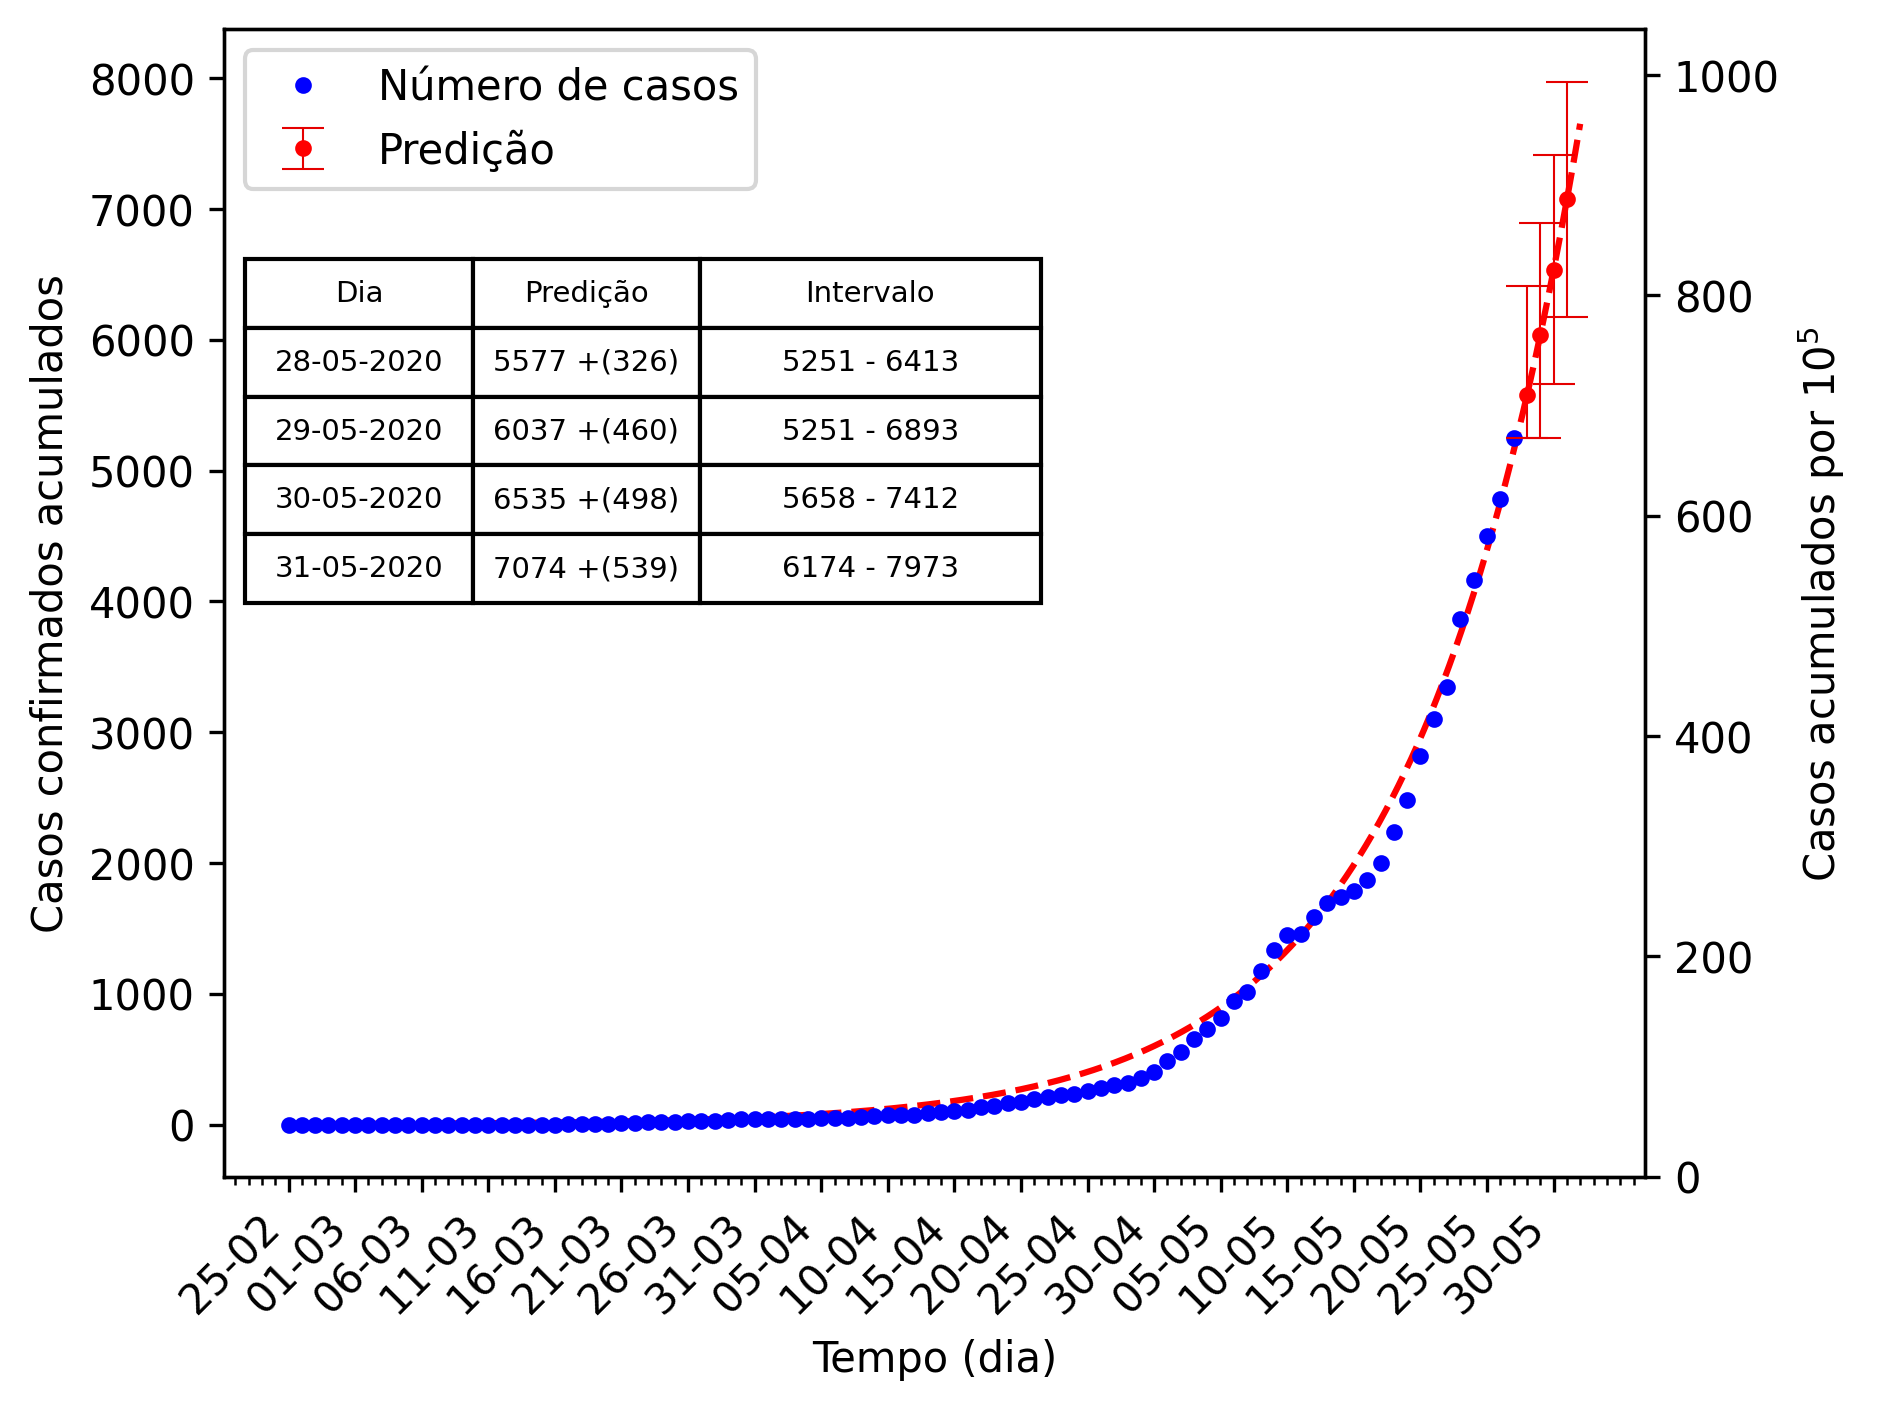 Número de casos
Predição
Dia Predição Intervalo
28-05-2020 5577 +(326) 5251 - 6413
29-05-2020 6037 +(460) 5251 - 6893
30-05-2020 6535 +(498) 5658 - 7412
31-05-2020 7074 +(539) 6174 - 7973
Casos confirmados acumulados
8000
7000
6000
5000
4000
3000
2000
1000
0
1000
800
600
400
200
0
Casos acumulados por 10⁵
25-02 01-03 06-03 11-03 16-03 21-03 26-03 31-03 05-04 10-04 15-04 20-04 25-04 30-04 05-05 10-05 15-05 20-05 25-05 30-05
Tempo (dia)